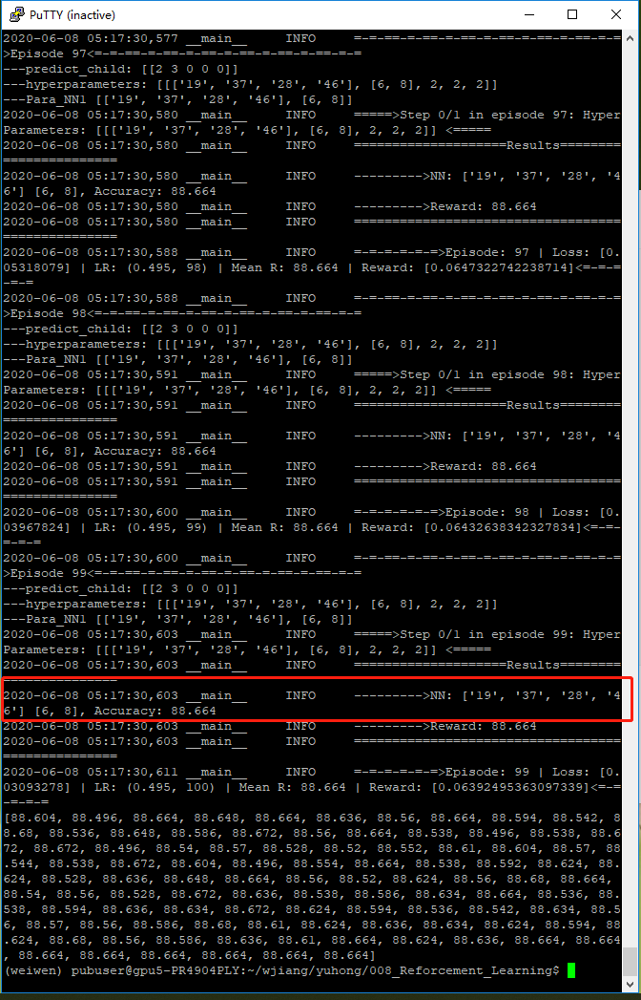 PuTTY (inactive)
2020-06-08 05:17:30,577 __main__     INFO     =-=-==-=-==-=-==-=-==-=-==-=-==-=-=
>Episode 97<=-=-==-=-==-=-==-=-==-=-==-=-==-=-=
---predict_child: [[2 3 0 0 0]]
---hyperparameters: [[['19', '37', '28', '46'], [6, 8], 2, 2, 2]]
---Para_NN1 [['19', '37', '28', '46'], [6, 8]]
2020-06-08 05:17:30,580 __main__     INFO     =====>Step 0/1 in episode 97: Hyper
Parameters: [[['19', '37', '28', '46'], [6, 8], 2, 2, 2]] <=====
2020-06-08 05:17:30,580 __main__     INFO     ====================Results========
===============
2020-06-08 05:17:30,580 __main__     INFO     --------->NN: ['19', '37', '28', '4
6'] [6, 8], Accuracy: 88.664
2020-06-08 05:17:30,580 __main__     INFO     --------->Reward: 88.664
2020-06-08 05:17:30,580 __main__     INFO     ===================================
===============
2020-06-08 05:17:30,588 __main__     INFO     =-=-=-=-=-=>Episode: 97 | Loss: [0.
05318079] | LR: (0.495, 98) | Mean R: 88.664 | Reward: [0.0647322742238714]<=-=-=
-=-=
2020-06-08 05:17:30,588 __main__     INFO     =-=-==-=-==-=-==-=-==-=-==-=-==-=-=
>Episode 98<=-=-==-=-==-=-==-=-==-=-==-=-==-=-=
---predict_child: [[2 3 0 0 0]]
---hyperparameters: [[['19', '37', '28', '46'], [6, 8], 2, 2, 2]]
---Para_NN1 [['19', '37', '28', '46'], [6, 8]]
2020-06-08 05:17:30,591 __main__     INFO     =====>Step 0/1 in episode 98: Hyper
Parameters: [[['19', '37', '28', '46'], [6, 8], 2, 2, 2]] <=====
2020-06-08 05:17:30,591 __main__     INFO     ====================Results========
===============
2020-06-08 05:17:30,591 __main__     INFO     --------->NN: ['19', '37', '28', '4
6'] [6, 8], Accuracy: 88.664
2020-06-08 05:17:30,591 __main__     INFO     --------->Reward: 88.664
2020-06-08 05:17:30,591 __main__     INFO     ===================================
===============
2020-06-08 05:17:30,600 __main__     INFO     =-=-=-=-=-=>Episode: 98 | Loss: [0.
03967824] | LR: (0.495, 99) | Mean R: 88.664 | Reward: [0.06432638342327834]<=-=-
=-=-=
2020-06-08 05:17:30,600 __main__     INFO     =-=-==-=-==-=-==-=-==-=-==-=-==-=-=
>Episode 99<=-=-==-=-==-=-==-=-==-=-==-=-==-=-=
---predict_child: [[2 3 0 0 0]]
---hyperparameters: [[['19', '37', '28', '46'], [6, 8], 2, 2, 2]]
---Para_NN1 [['19', '37', '28', '46'], [6, 8]]
2020-06-08 05:17:30,603 __main__     INFO     =====>Step 0/1 in episode 99: Hyper
Parameters: [[['19', '37', '28', '46'], [6, 8], 2, 2, 2]] <=====
2020-06-08 05:17:30,603 __main__     INFO     ====================Results========
===============
2020-06-08 05:17:30,603 __main__     INFO     --------->NN: ['19', '37', '28', '4
6'] [6, 8], Accuracy: 88.664
2020-06-08 05:17:30,603 __main__     INFO     --------->Reward: 88.664
2020-06-08 05:17:30,603 __main__     INFO     ===================================
===============
2020-06-08 05:17:30,611 __main__     INFO     =-=-=-=-=-=>Episode: 99 | Loss: [0.
03093278] | LR: (0.495, 100) | Mean R: 88.664 | Reward: [0.06392495363097339]<=-=
-=-=-=
[88.604, 88.496, 88.664, 88.648, 88.664, 88.636, 88.56, 88.664, 88.594, 88.542, 8
8.68, 88.536, 88.648, 88.586, 88.672, 88.56, 88.664, 88.538, 88.496, 88.538, 88.6
72, 88.672, 88.496, 88.54, 88.57, 88.528, 88.52, 88.552, 88.61, 88.604, 88.57, 88
.544, 88.538, 88.672, 88.604, 88.496, 88.554, 88.664, 88.538, 88.592, 88.624, 88.
624, 88.528, 88.636, 88.648, 88.664, 88.56, 88.52, 88.624, 88.56, 88.68, 88.664,
88.54, 88.56, 88.528, 88.672, 88.636, 88.538, 88.586, 88.634, 88.664, 88.536, 88.
538, 88.594, 88.636, 88.634, 88.672, 88.624, 88.594, 88.536, 88.542, 88.634, 88.5
6, 88.57, 88.56, 88.586, 88.68, 88.61, 88.624, 88.636, 88.634, 88.624, 88.594, 88
.624, 88.68, 88.56, 88.586, 88.636, 88.61, 88.664, 88.624, 88.636, 88.664, 88.664
, 88.664, 88.664, 88.664, 88.664, 88.664, 88.664]
(weiwen) pubuser@gpu5-PR4904PLY:~/wjiang/yuhong/008_Reforcement_Learning$